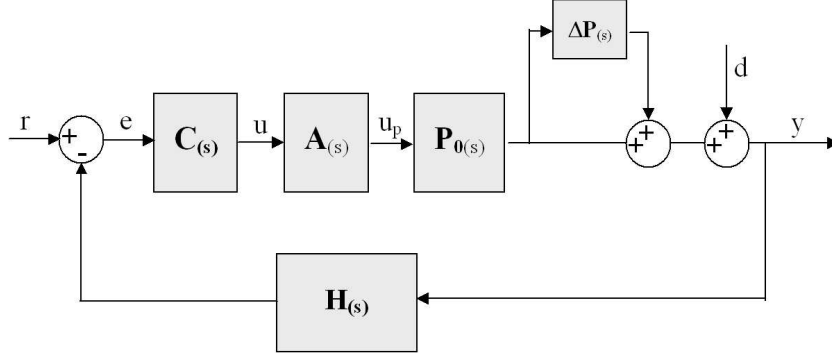 ΔP(s)
d
r
+
-
e
C(s)
u
A(s)
up
P0(s)
+
+
+
+
y
H(s)